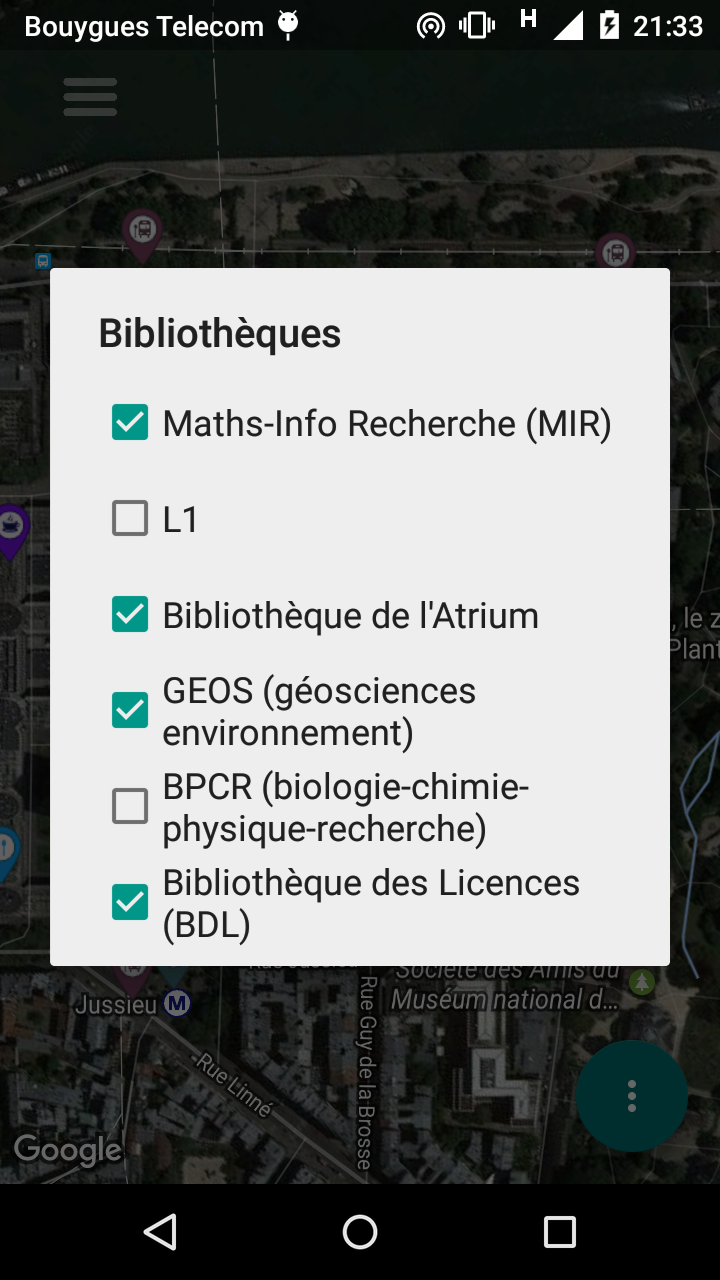 Bouygues Telecom
H
21:33
Bibliothèques
Maths-Info Recherche (MIR)
L1
Bibliothèque de l'Atrium
, le z
Plant
GEOS (géosciences
environnement)
BPCR (biologie-chimie-
physique-recherche)
Bibliothèque des Licences
(BDL)
Société des Amis du
Muséum national d...
Jussieu M
Rue Linné
Rue Guy de la Brosse
Google